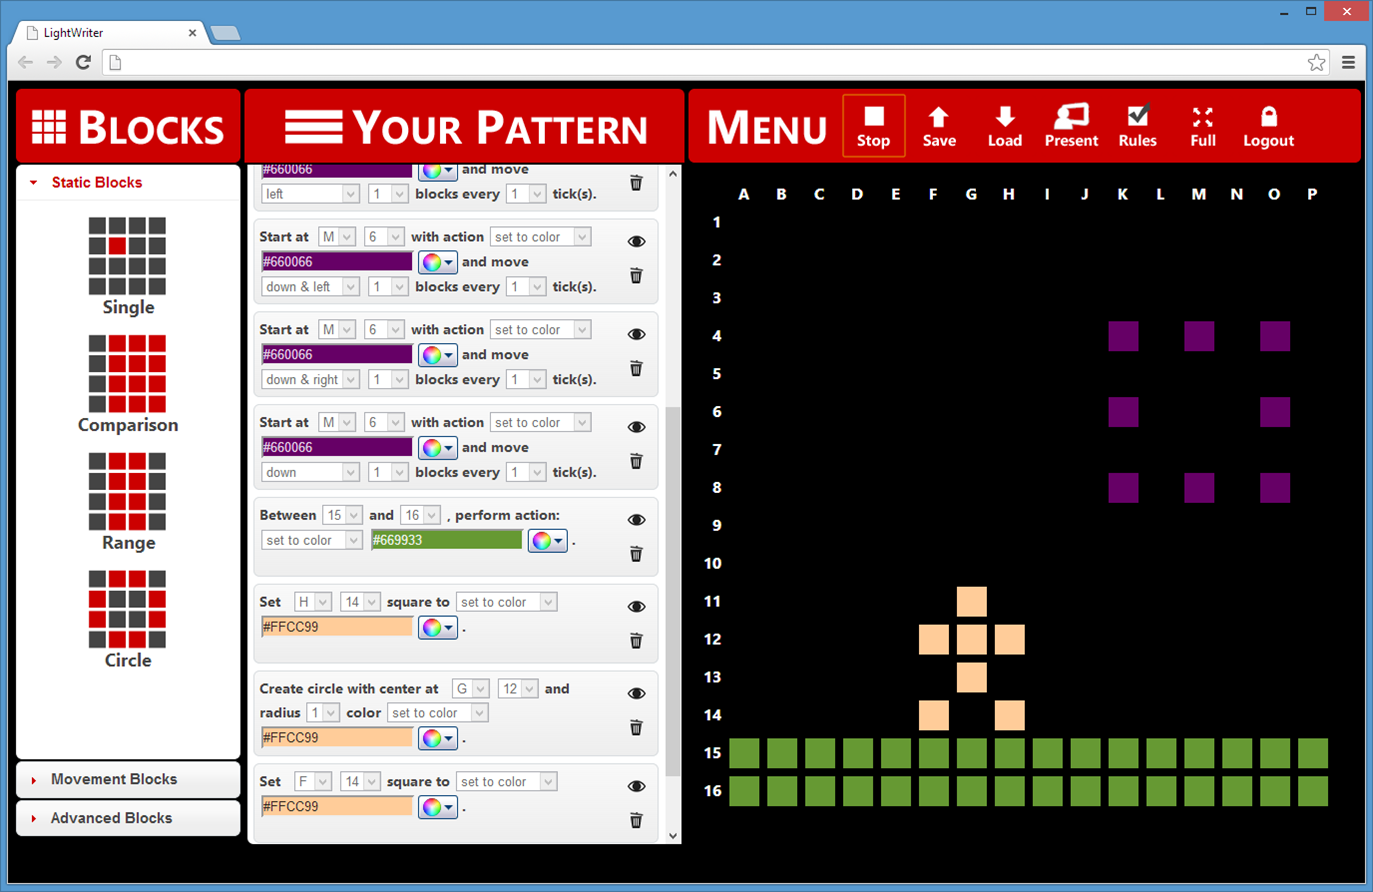 LightWriter
BLOCKS
YOUR PATTERN
MENU
Stop
Save
Load
Present
Rules
Full
Logout
Static Blocks
Single
Comparison
Range
Circle
Movement Blocks
Advanced Blocks
#660066 and move
left 1 blocks every 1 tick(s).
Start at M 6 with action set to color
#660066 and move
down & left 1 blocks every 1 tick(s).
Start at M 6 with action set to color
#660066 and move
down & right 1 blocks every 1 tick(s).
Start at M 6 with action set to color
#660066 and move
down 1 blocks every 1 tick(s).
Between 15 and 16 , perform action:
set to color #669933 .
Set H 14 square to set to color
#FFCC99 .
Create circle with center at G 12 and
radius 1 color set to color
#FFCC99 .
Set F 14 square to set to color
#FFCC99 .
A B C D E F G H I J K L M N O P
1
2
3
4
5
6
7
8
9
10
11
12
13
14
15
16